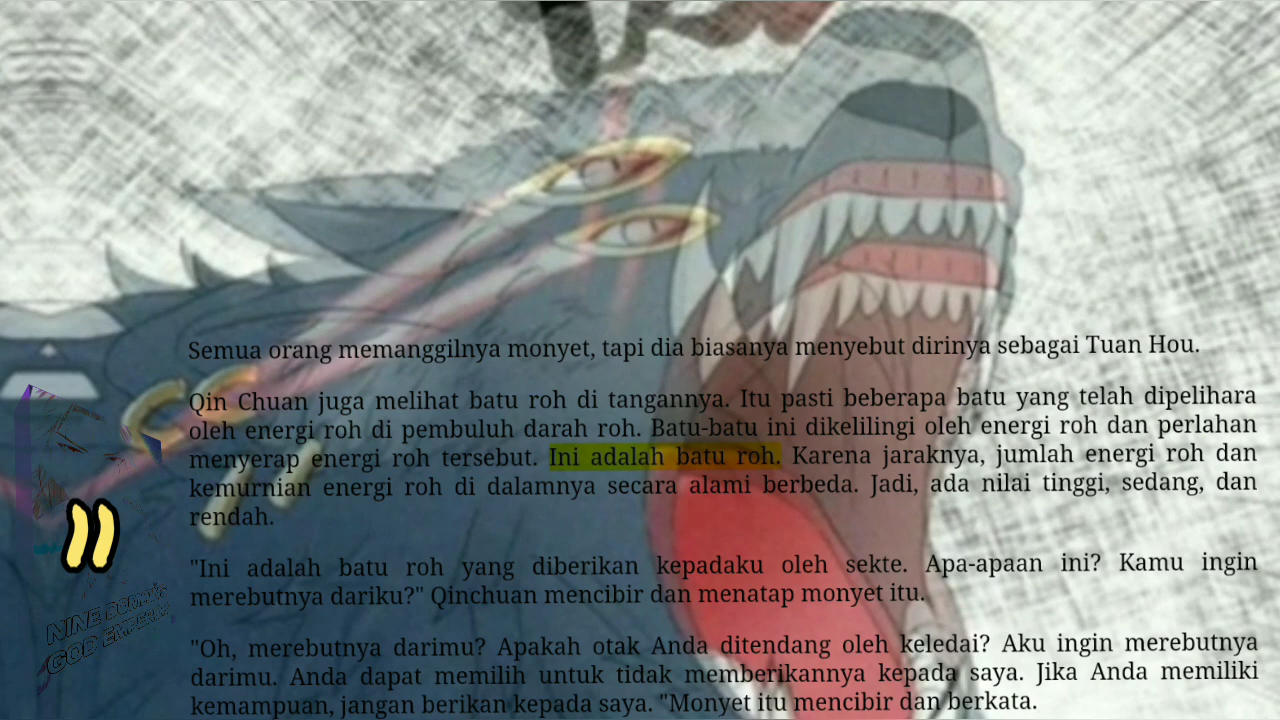 Semua orang memanggilnya monyet, tapi dia biasanya menyebut dirinya sebagai Tuan Hou.
Qin Chuan juga melihat batu roh di tangannya. Itu pasti beberapa batu yang telah dipelihara
oleh energi roh di pembuluh darah roh. Batu-batu ini dikelilingi oleh energi roh dan perlahan
menyerap energi roh tersebut. Ini adalah batu roh. Karena jaraknya, jumlah energi roh dan
kemurnian energi roh di dalamnya secara alami berbeda. Jadi, ada nilai tinggi, sedang, dan
rendah.
"Ini adalah batu roh yang diberikan kepadaku oleh sekte. Apa-apaan ini? Kamu ingin
merebutnya dariku?" Qinchuan mencibir dan menatap monyet itu.
"Oh, merebutnya darimu? Apakah otak Anda ditendang oleh keledai? Aku ingin merebutnya
darimu. Anda dapat memilih untuk tidak memberikannya kepada saya. Jika Anda memiliki
kemampuan, jangan berikan kepada saya. "Monyet itu mencibir dan berkata.
NINE
GOD